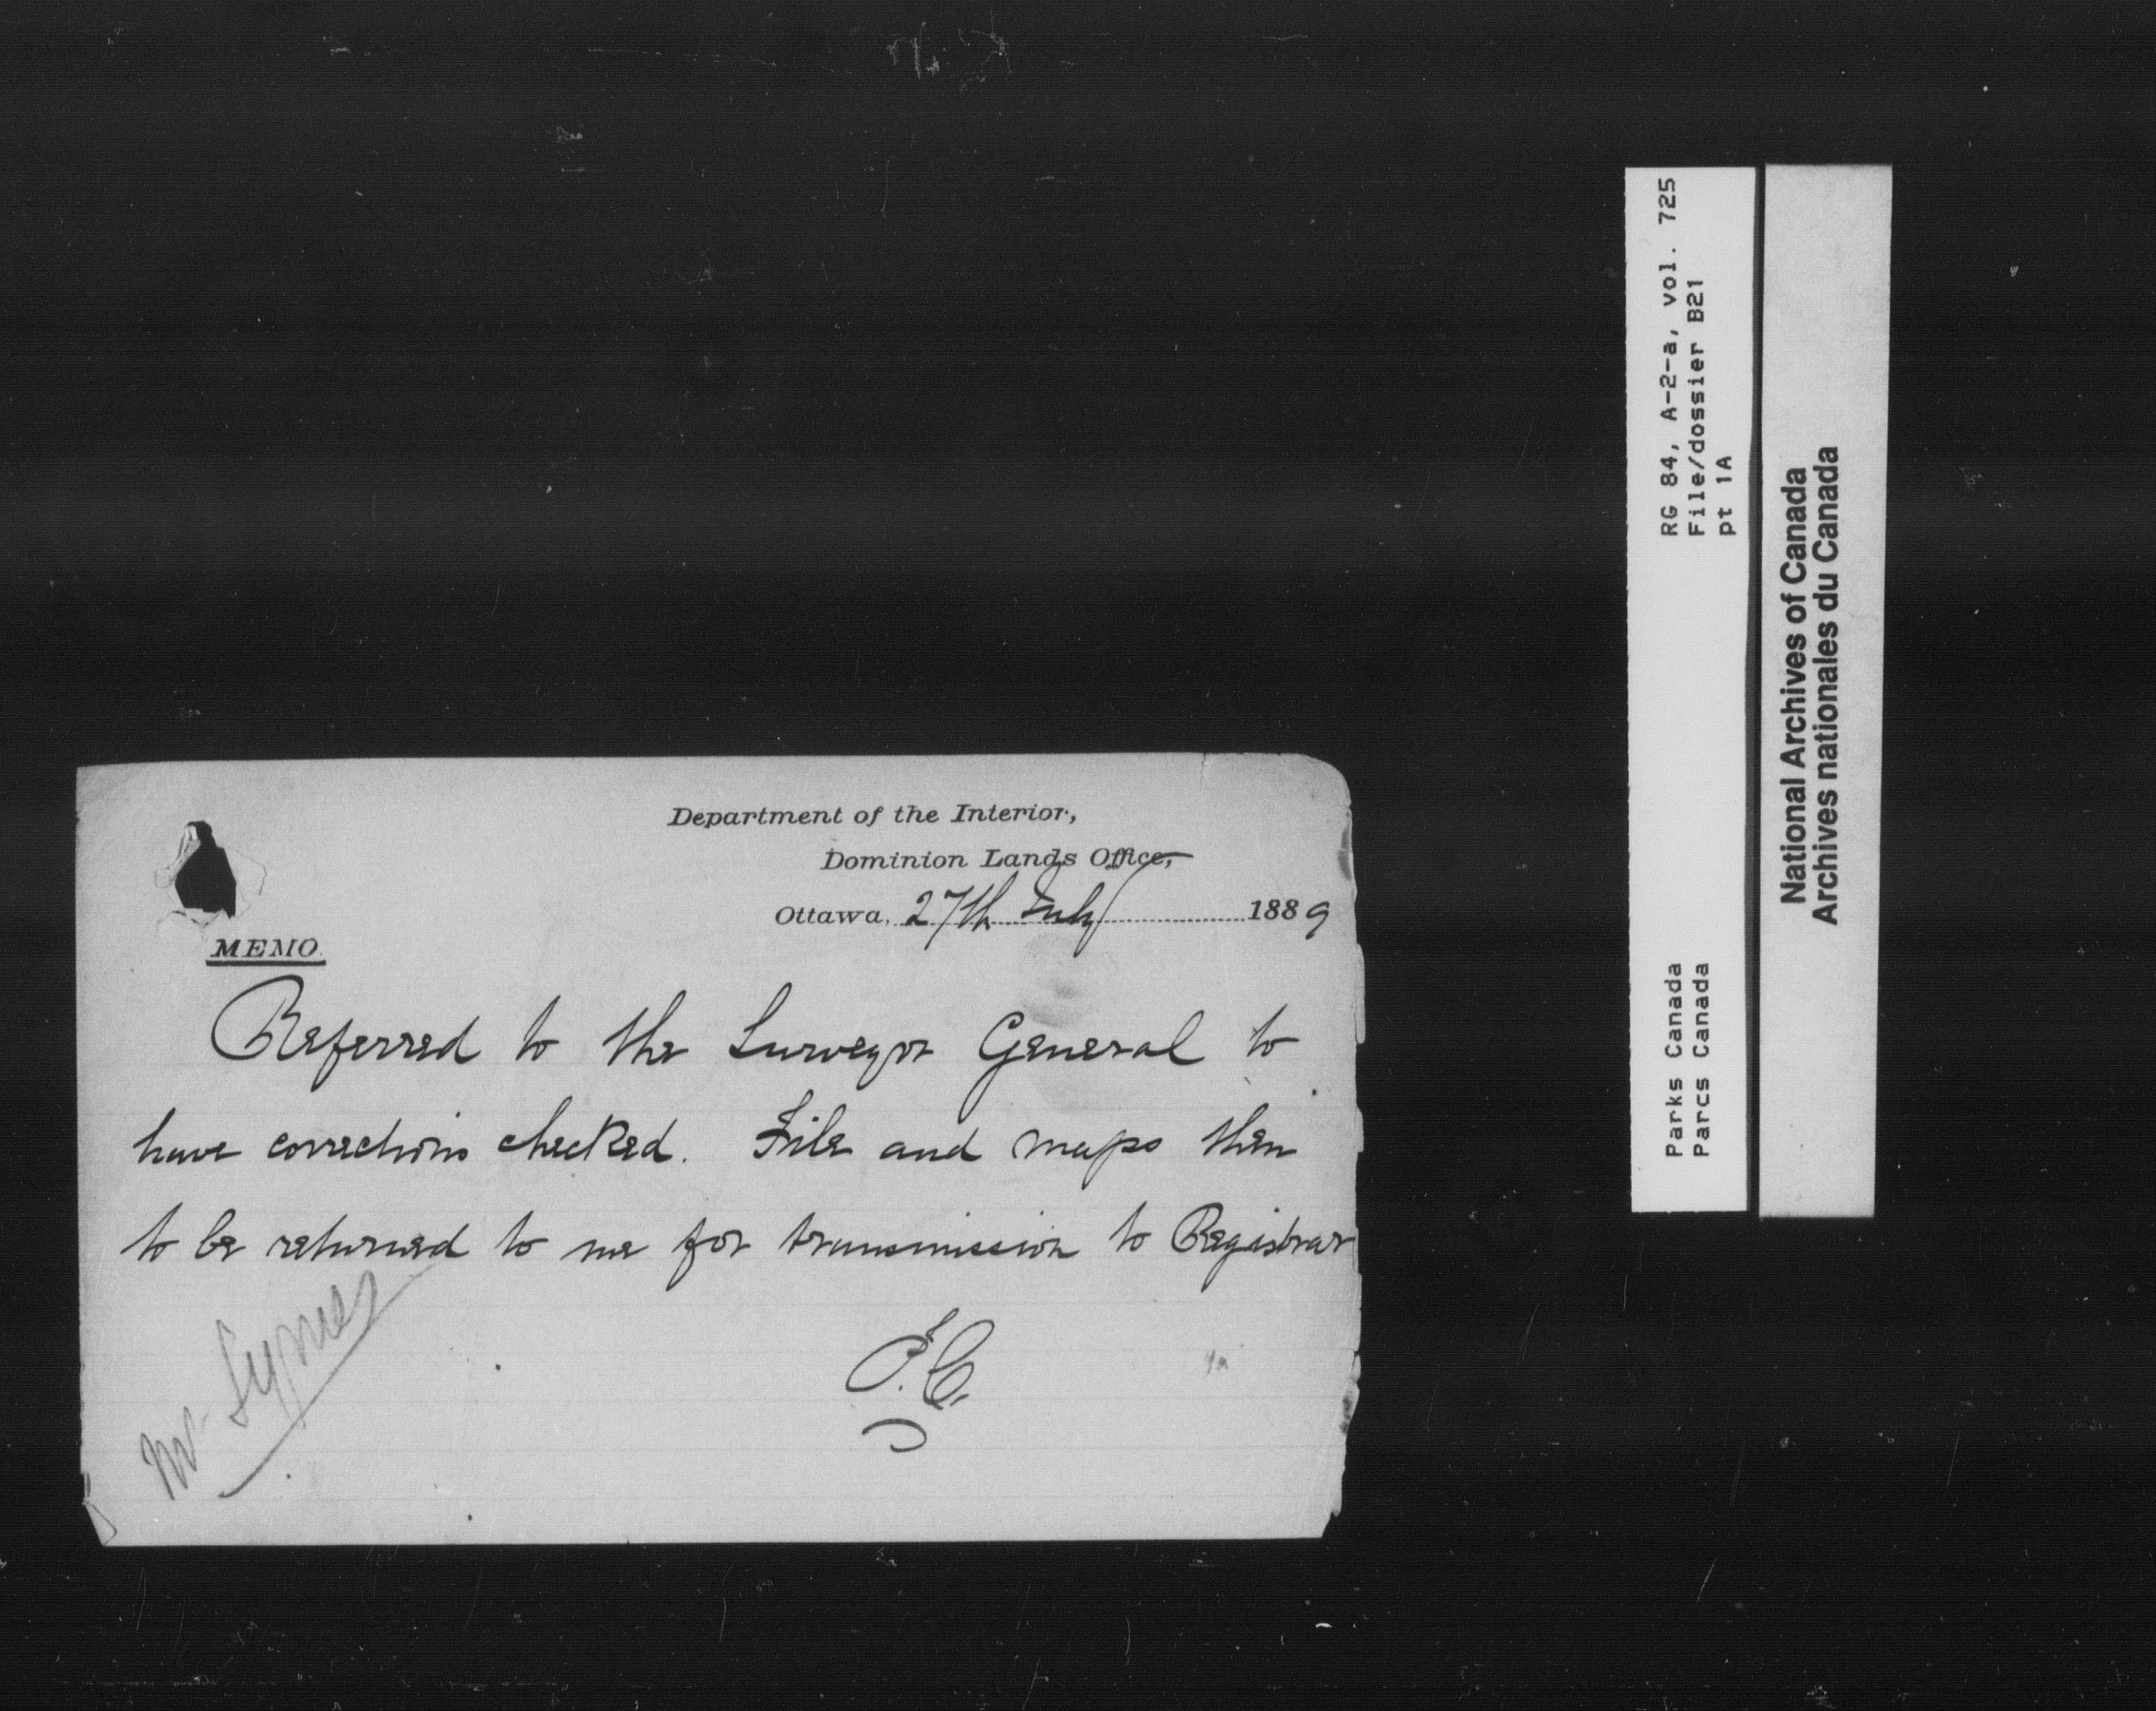 Department of the Interior,
Dominion Lands Office,
Ottawa, 27th July 1889
MEMO.
Referred to the Surveyor General to
have corrections checked. File and maps then
to be returned to me for transmission to Registrar
Mr Symes
RG 84, A-2-a, vol. 725
File/dossier B21
pt 1A
Parks Canada
Parcs Canada
National Archives of Canada
Archives nationales du Canada